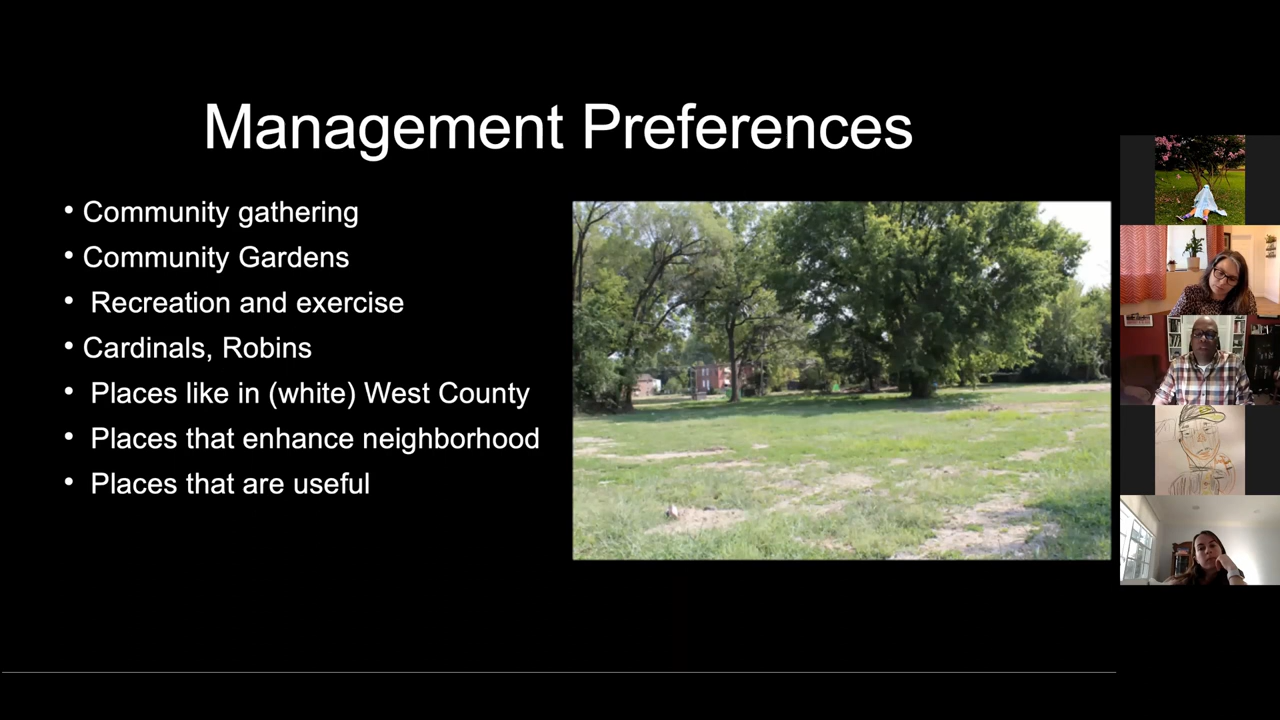 Management Preferences
• Community gathering
• Community Gardens
• Recreation and exercise
• Cardinals, Robins
• Places like in (white) West County
• Places that enhance neighborhood
• Places that are useful